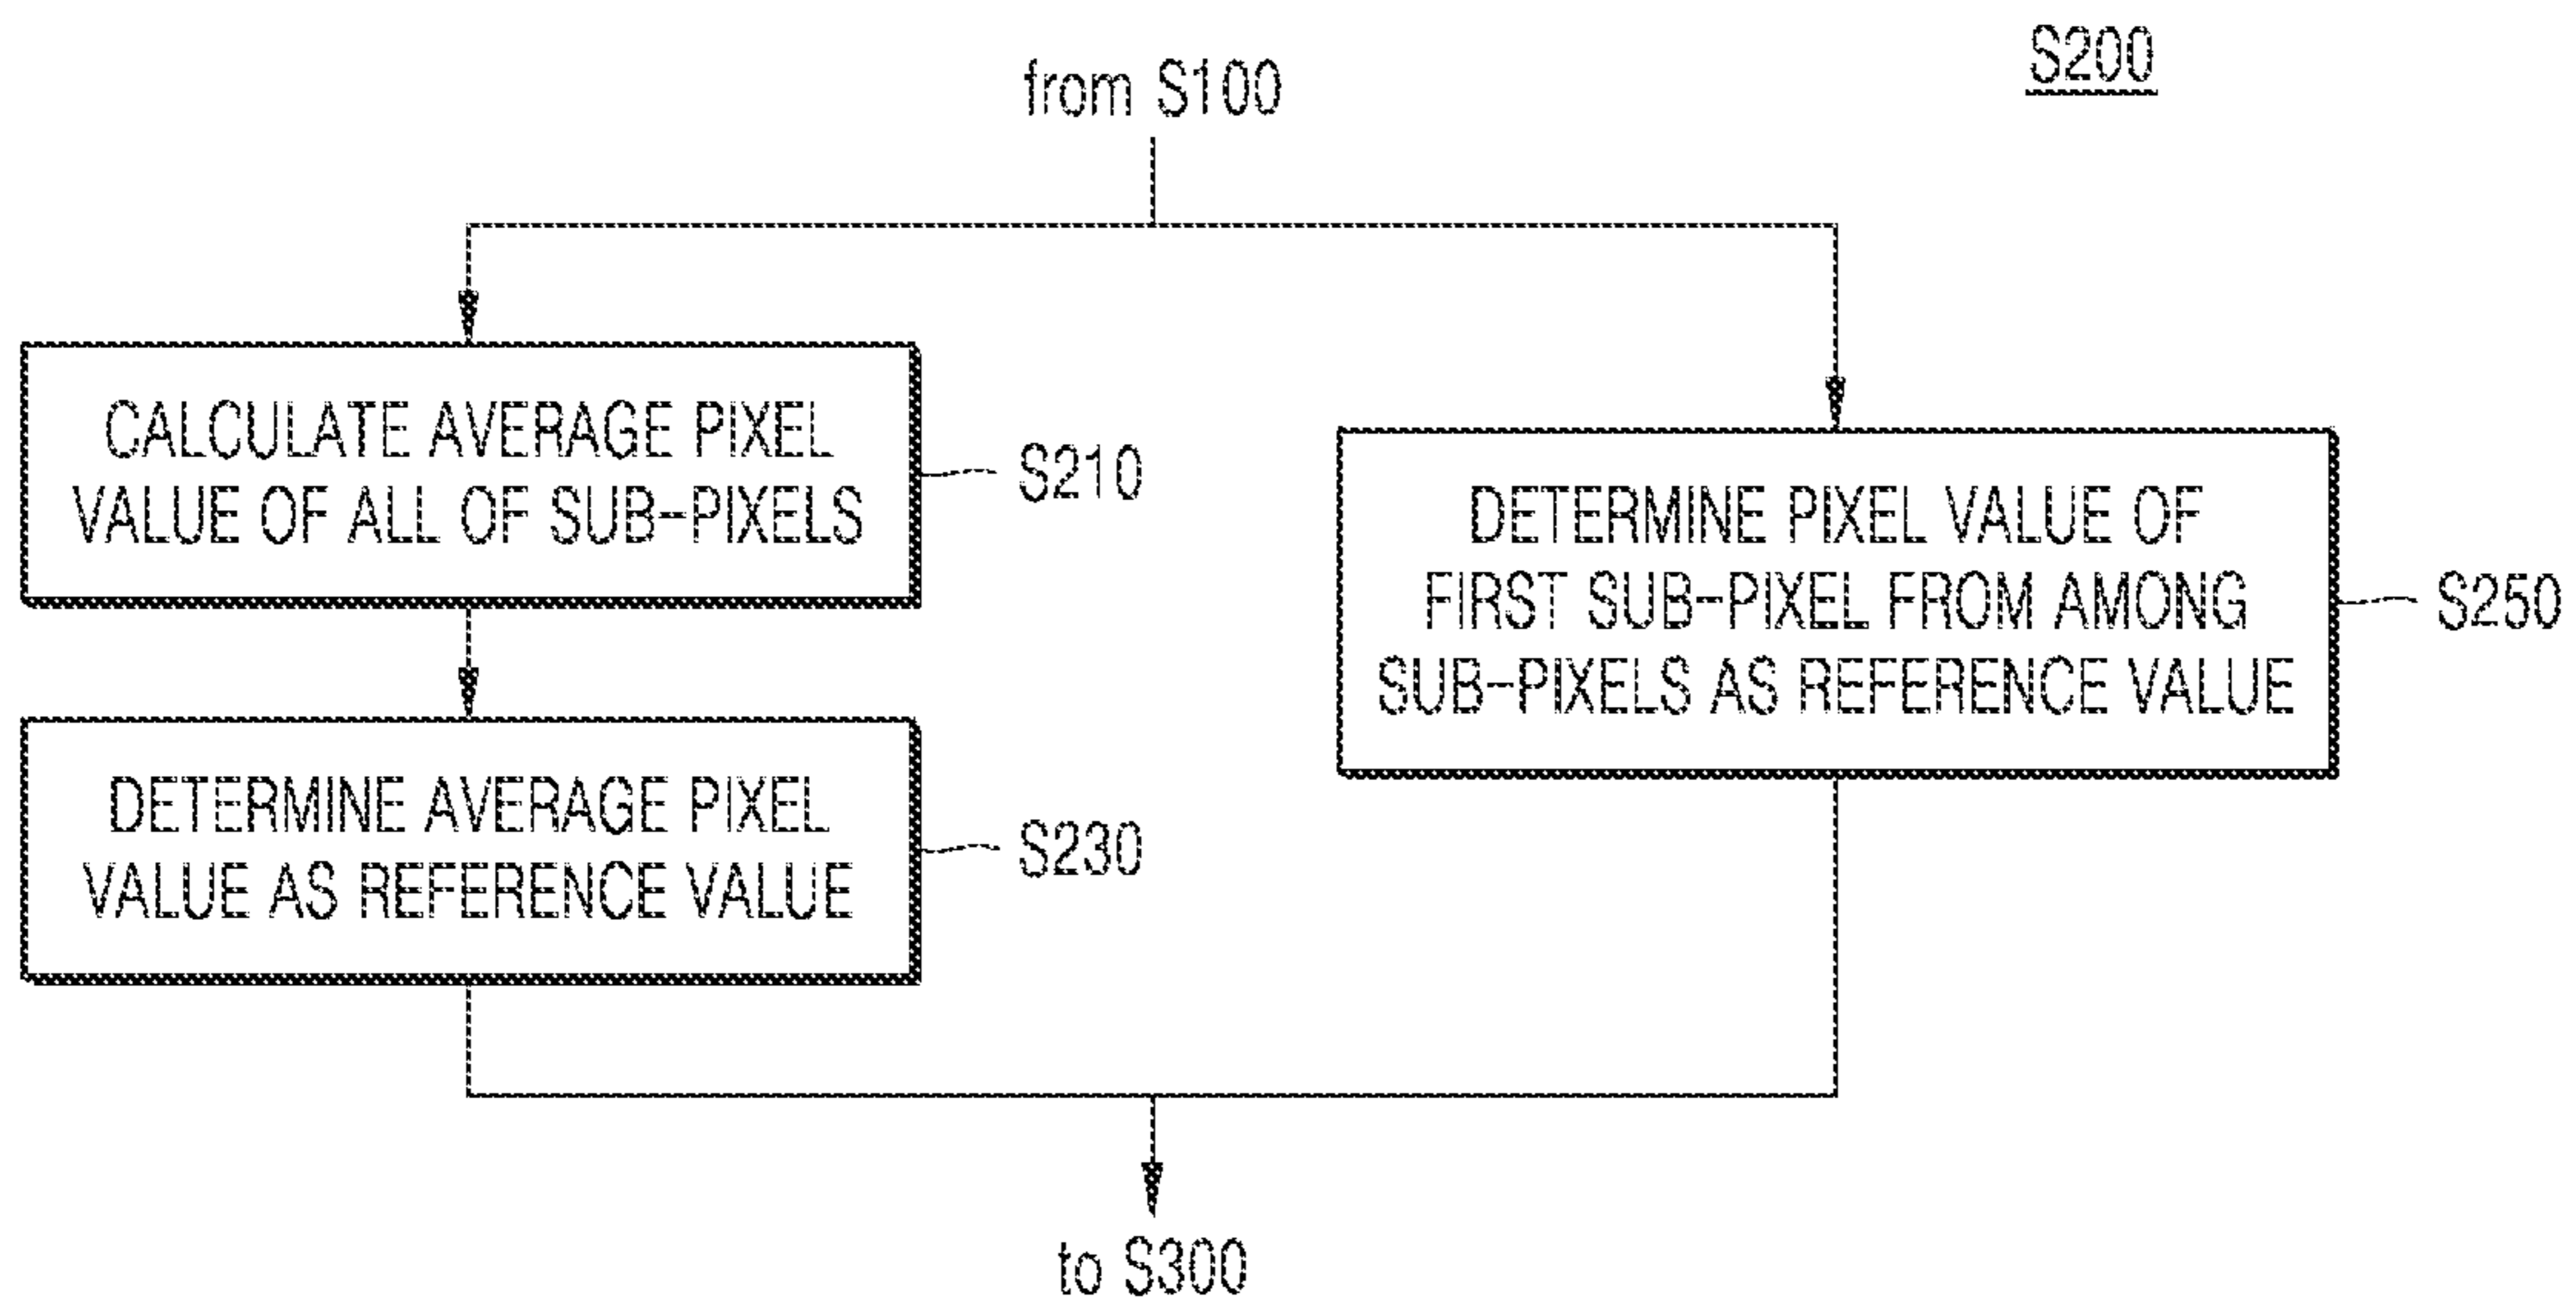 S200
from S100
CALCULATE AVERAGE PIXEL
VALUE OF ALL OF SUB-PIXELS
S210
DETERMINE PIXEL VALUE OF
FIRST SUB-PIXEL FROM AMONG
SUB-PIXELS AS REFERENCE VALUE
S250
DETERMINE AVERAGE PIXEL
VALUE AS REFERENCE VALUE
S230
to S300